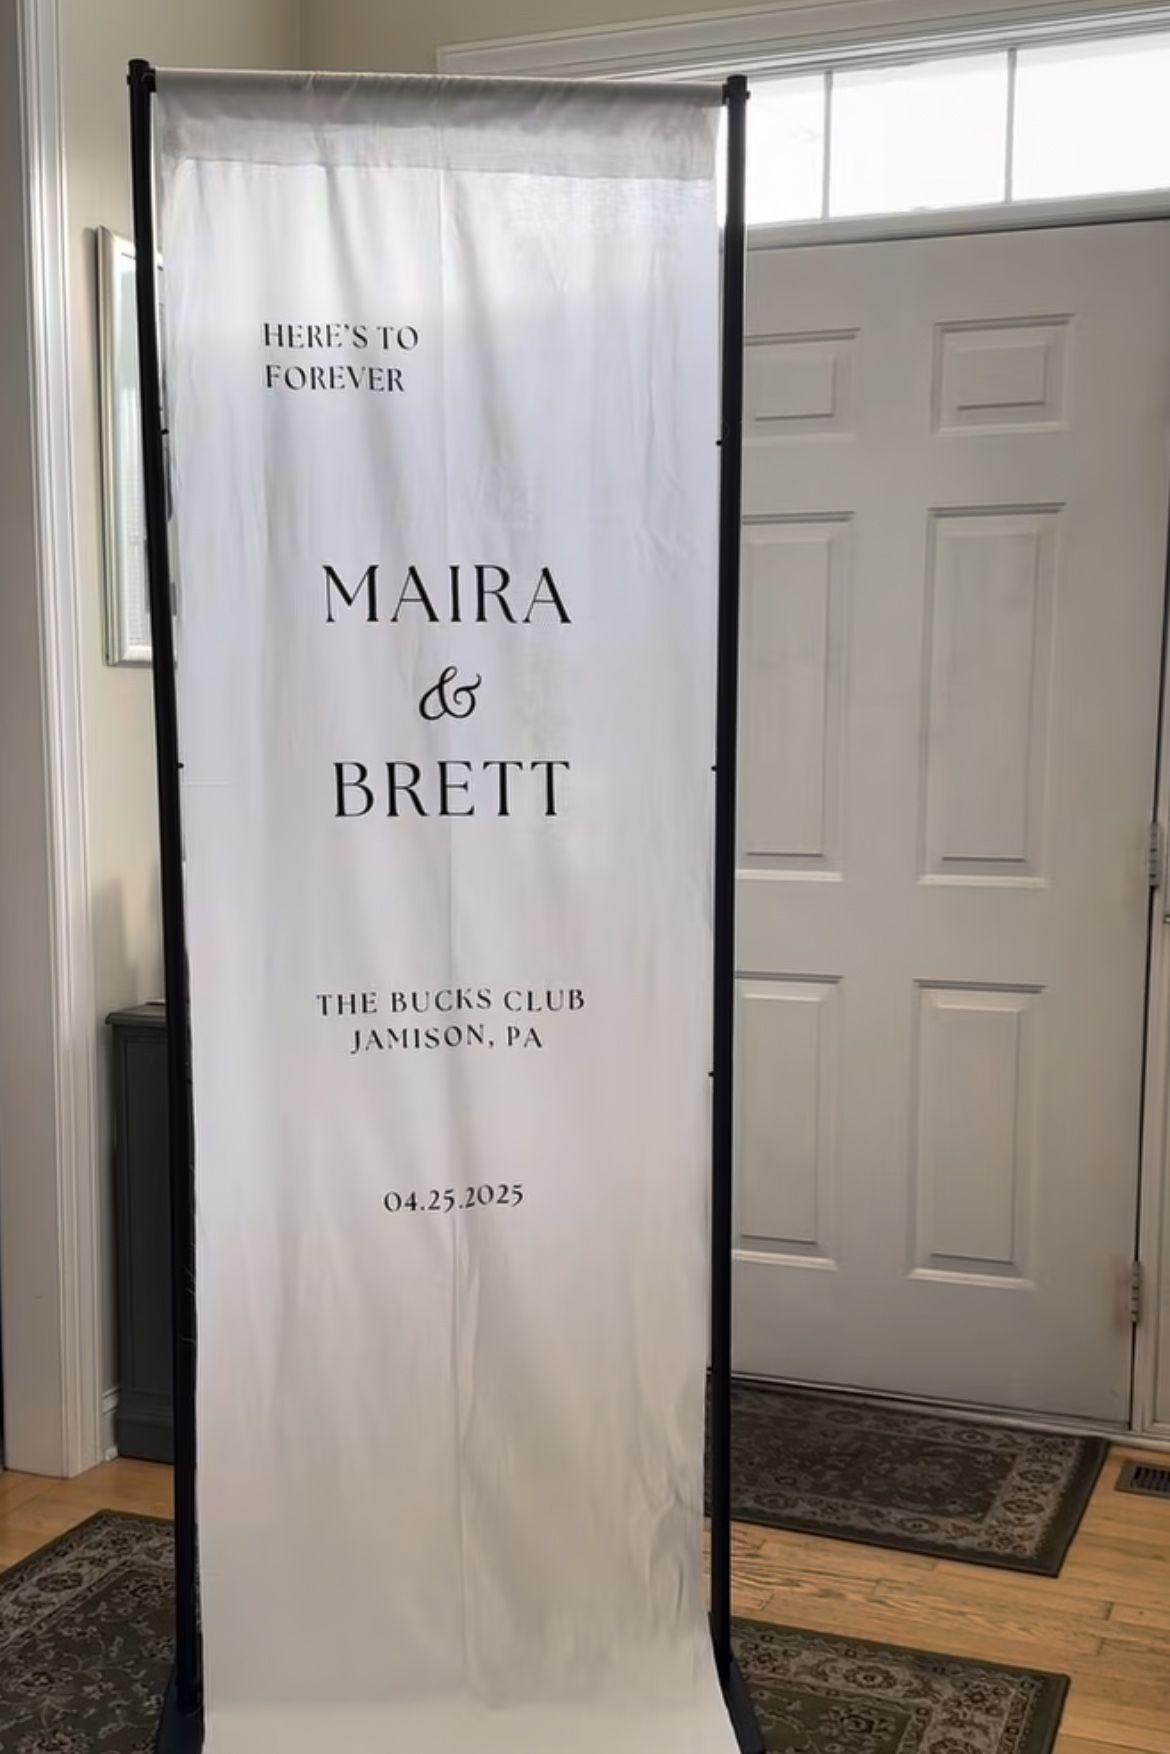 HERE'S TO
FOREVER
MAIRA
&
BRETT
THE BUCKS CLUB
JAMISON, PA
04.25.2025